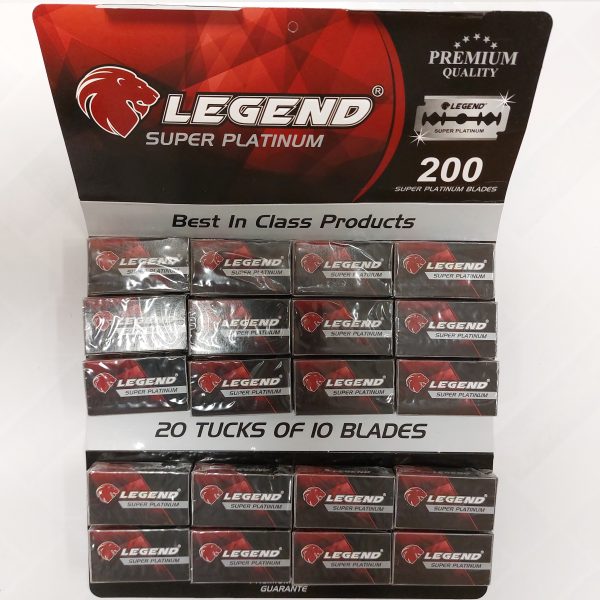 PREMIUM
QUALITY
LEGEND®
SUPER PLATINUM
LEGEND
SUPER PLATINUM
200
SUPER PLATINUM BLADES
Best In Class Products
LEGEND SUPER PLATINUM
LEGEND SUPER PLATINUM
LEGEND SUPER PLATINUM
LEGEND SUPER PLATINUM
LEGEND
LEGEND
LEGEND SUPER PLATINUM
LEGEND SUPER PLATINUM
LEGEND SUPER PLATINUM
LEGEND SUPER PLATINUM
LEGEND SUPER PLATINUM
LEGEND SUPER PLATINUM
20 TUCKS OF 10 BLADES
LEGEND SUPER PLATINUM
LEGEND SUPER PLATINUM
LEGEND SUPER PLATINUM
LEGEND SUPER PLATINUM
LEGEND SUPER PLATINUM
LEGEND SUPER PLATINUM
LEGEND SUPER PLATINUM
LEGEND SUPER PLATINUM
GUARANTE